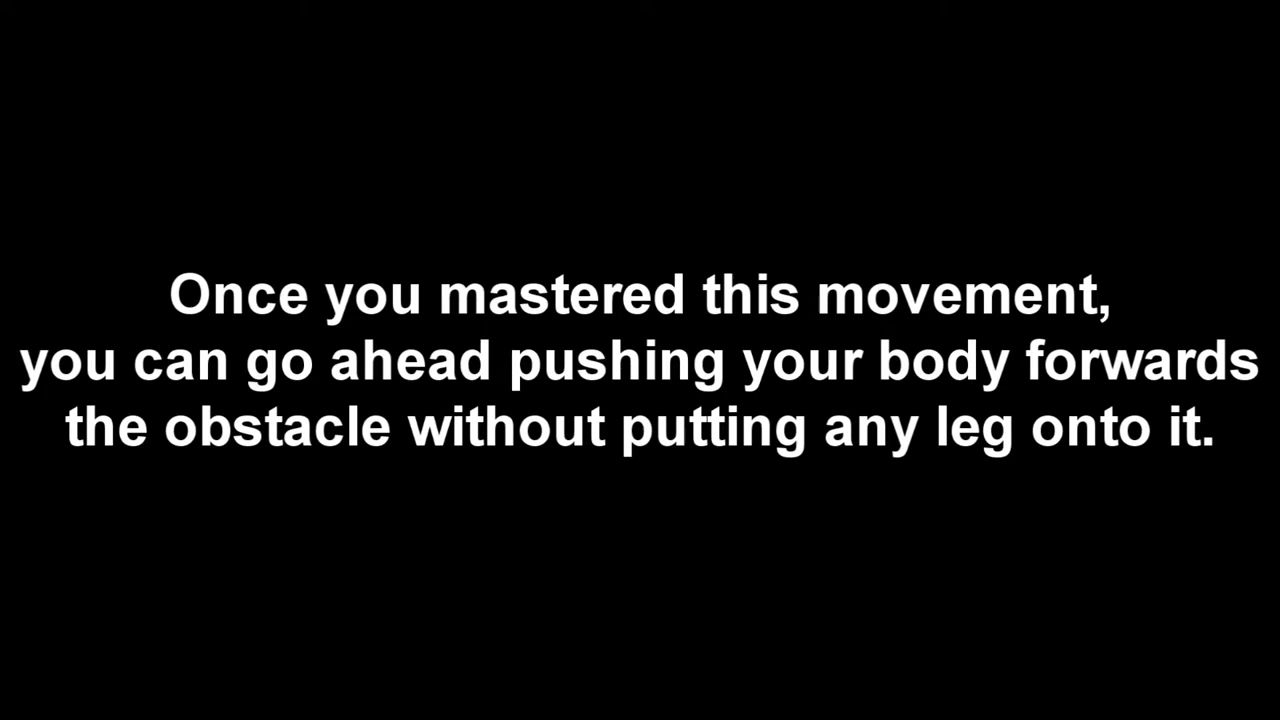 Once you mastered this movement,
you can go ahead pushing your body forwards
the obstacle without putting any leg onto it.